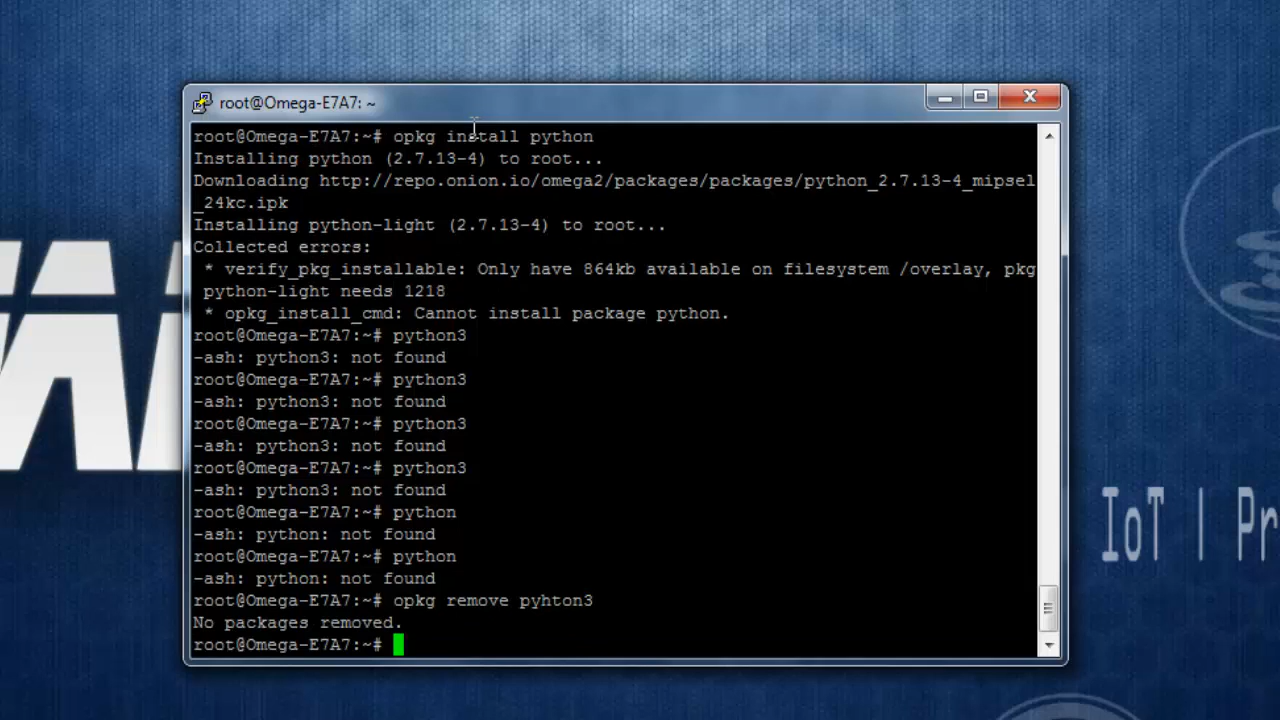 root@Omega-E7A7: ~
root@Omega-E7A7:~# opkg install python
Installing python (2.7.13-4) to root...
Downloading http://repo.onion.io/omega2/packages/packages/python_2.7.13-4_mipsel
_24kc.ipk
Installing python-light (2.7.13-4) to root...
Collected errors:
 * verify_pkg_installable: Only have 864kb available on filesystem /overlay, pkg
 python-light needs 1218
 * opkg_install_cmd: Cannot install package python.
root@Omega-E7A7:~# python3
-ash: python3: not found
root@Omega-E7A7:~# python3
-ash: python3: not found
root@Omega-E7A7:~# python3
-ash: python3: not found
root@Omega-E7A7:~# python3
-ash: python3: not found
root@Omega-E7A7:~# python
-ash: python: not found
root@Omega-E7A7:~# python
-ash: python: not found
root@Omega-E7A7:~# opkg remove pyhton3
No packages removed.
root@Omega-E7A7:~#
IoT | Pr